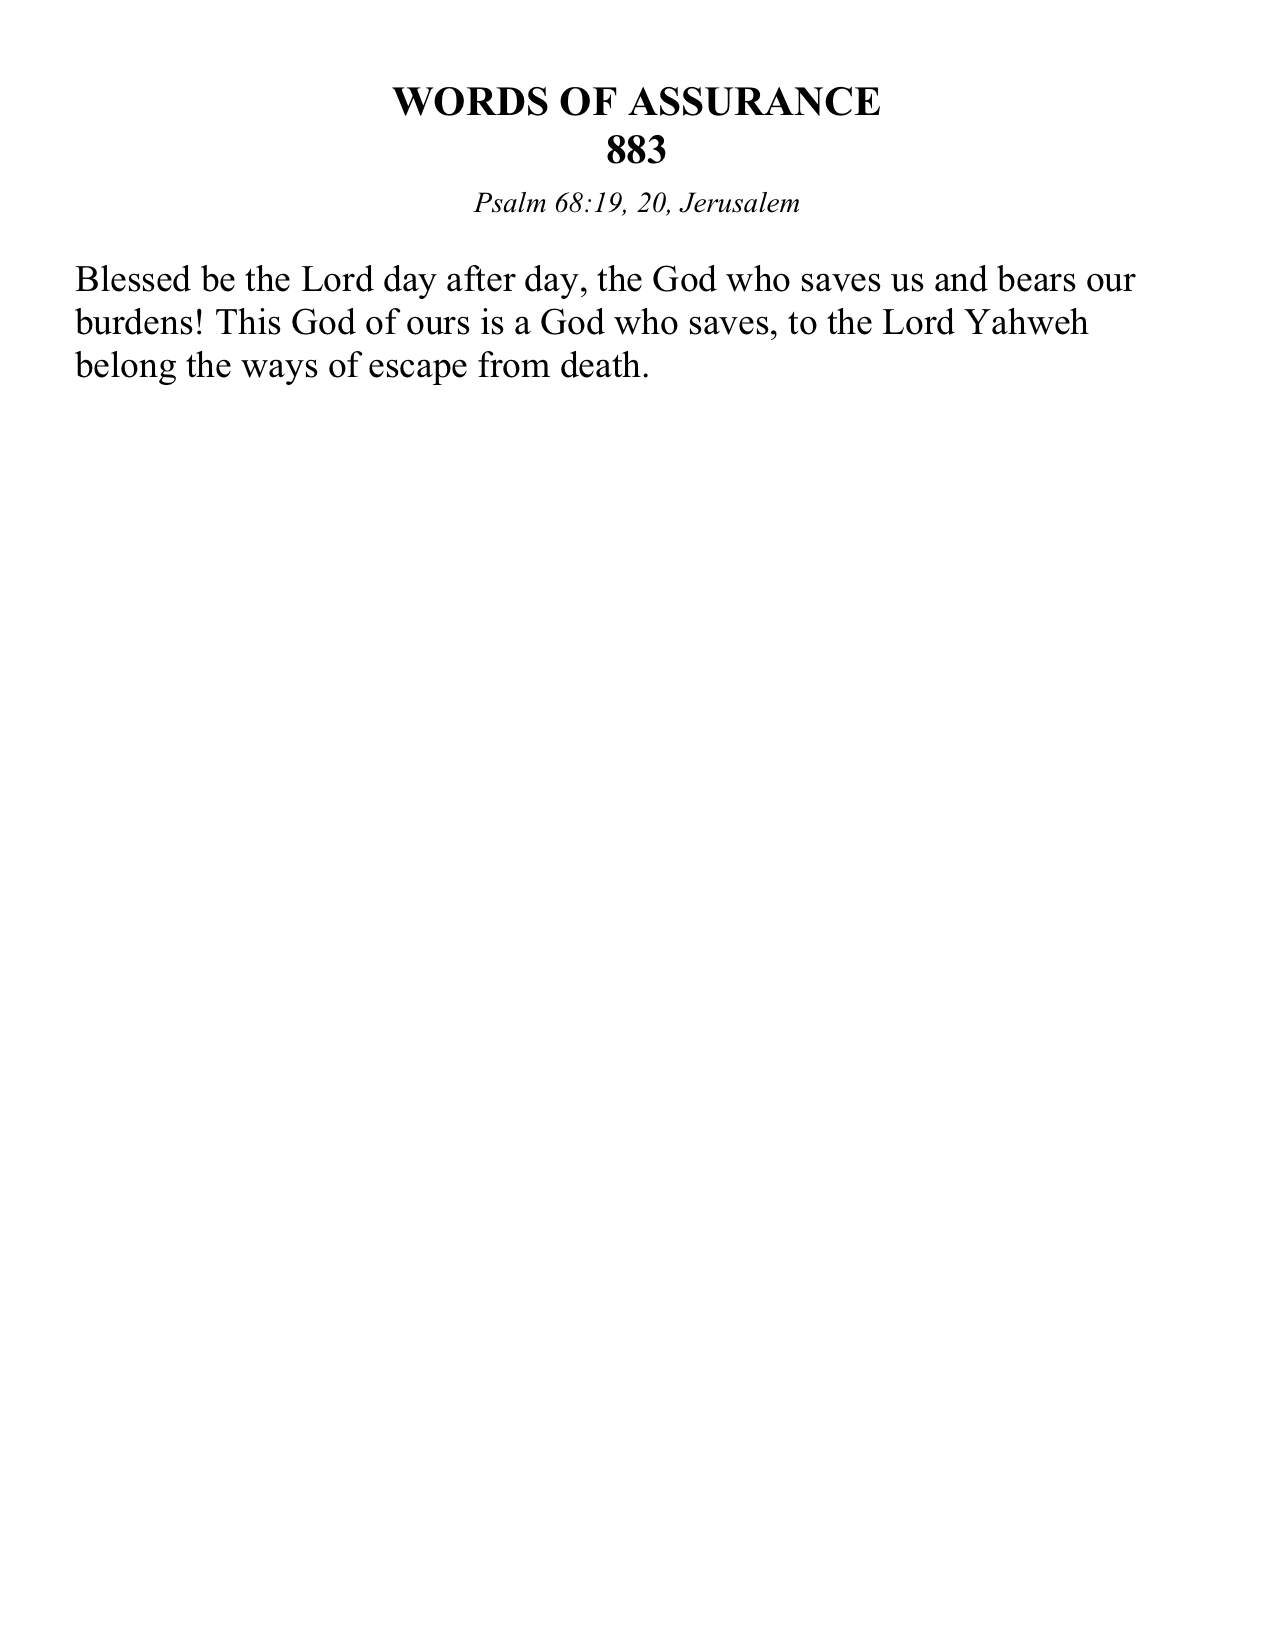 WORDS OF ASSURANCE
883
Psalm 68:19, 20, Jerusalem
Blessed be the Lord day after day, the God who saves us and bears our
burdens! This God of ours is a God who saves, to the Lord Yahweh
belong the ways of escape from death.